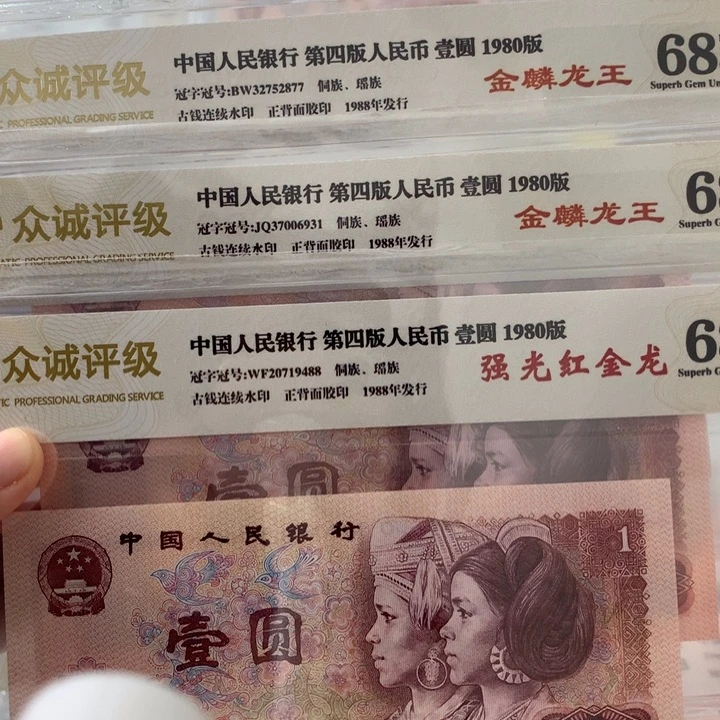 众诚评级
PROFESSIONAL GRADING SERVICE
中国人民银行 第四版人民币 壹圆 1980版
冠字冠号:BW32752877 侗族、瑶族
古钱连续水印 正背面胶印 1988年发行
金麟龙王
68
Superb Gem
众诚评级
PROFESSIONAL GRADING SERVICE
中国人民银行 第四版人民币 壹圆 1980版
冠字冠号:JQ37006931 侗族、瑶族
古钱连续水印 正背面胶印 1988年发行
金麟龙王
Superb
众诚评级
PROFESSIONAL GRADING SERVICE
中国人民银行 第四版人民币 壹圆 1980版
冠字冠号:WF20719488 侗族、瑶族
古钱连续水印 正背面胶印 1988年发行
强光红金龙
Superb
壹圆
中国人民银行
1
壹圆